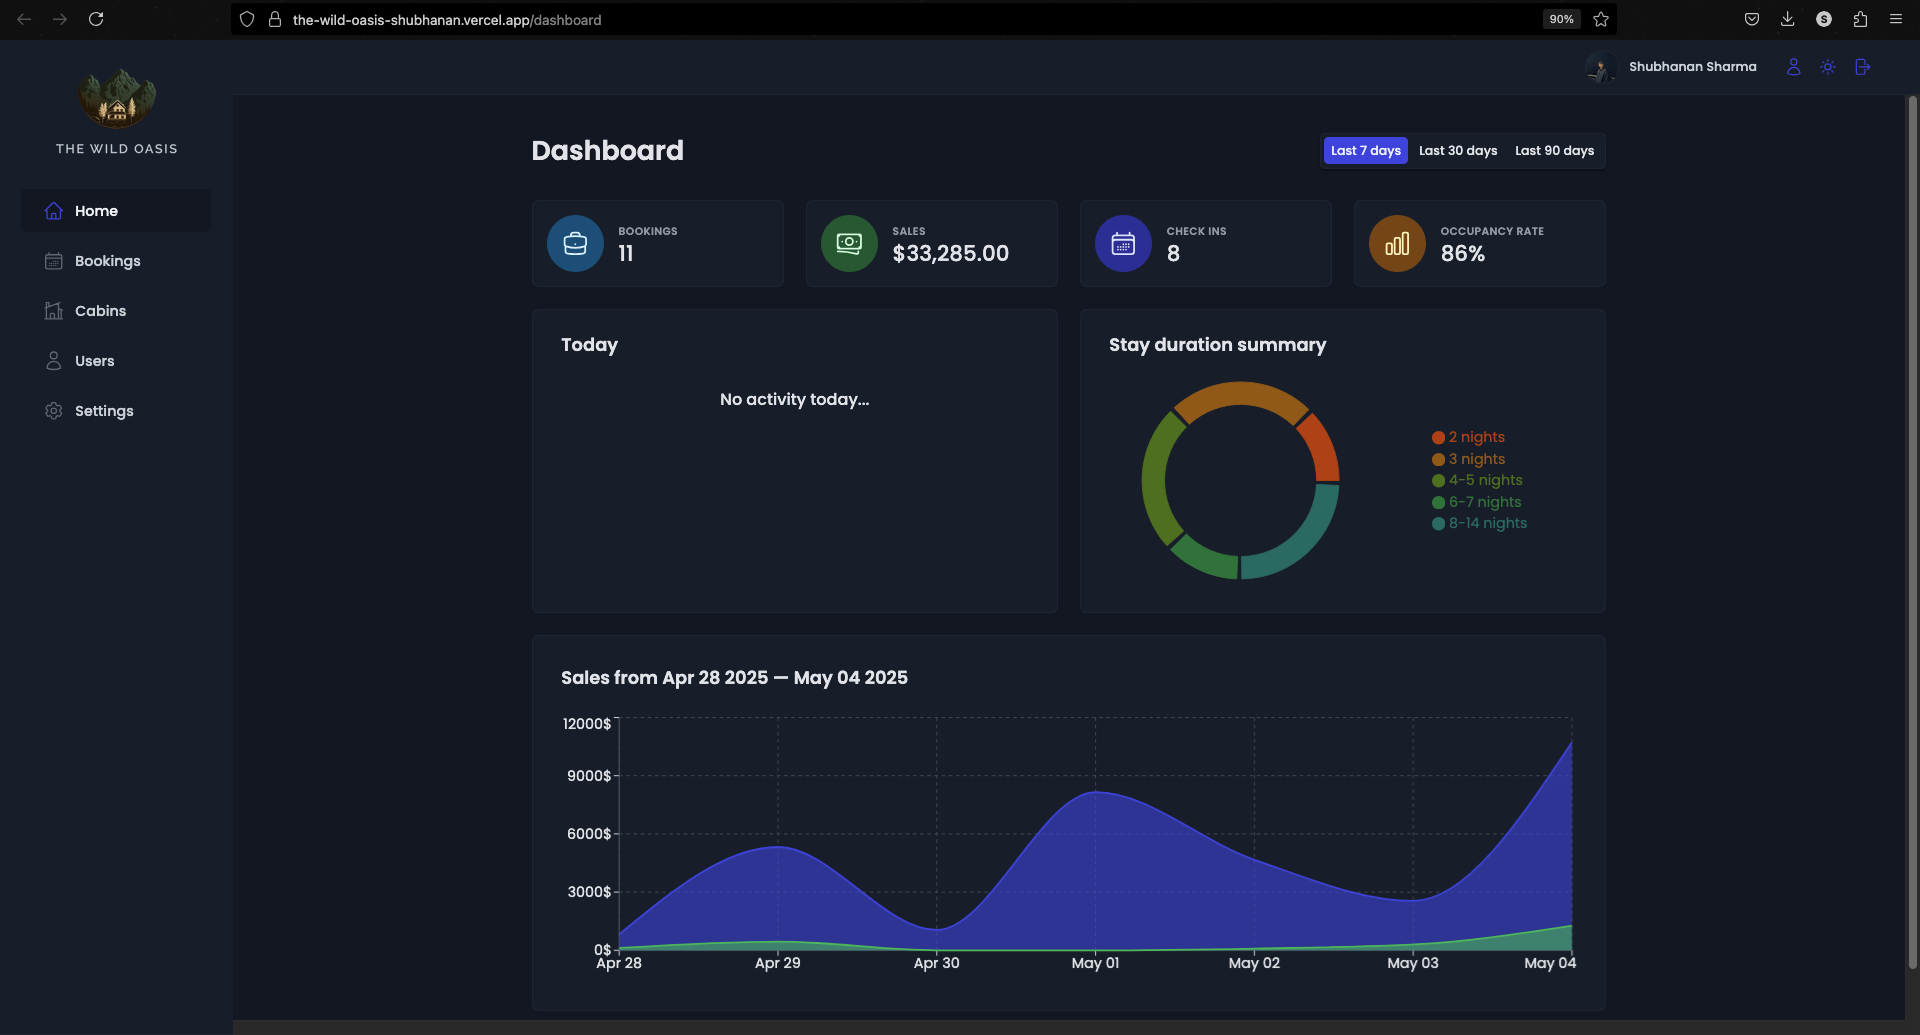 the-wild-oasis-shubhanan.vercel.app/dashboard
90%
S
THE WILD OASIS
Shubhanan Sharma
Home
Bookings
Cabins
Users
Settings
Dashboard
Last 7 days
Last 30 days
Last 90 days
BOOKINGS
11
SALES
$33,285.00
CHECK INS
8
OCCUPANCY RATE
86%
Today
No activity today...
Stay duration summary
2 nights
3 nights
4-5 nights
6-7 nights
8-14 nights
Sales from Apr 28 2025 — May 04 2025
12000$
9000$
6000$
3000$
0$
Apr 28
Apr 29
Apr 30
May 01
May 02
May 03
May 04